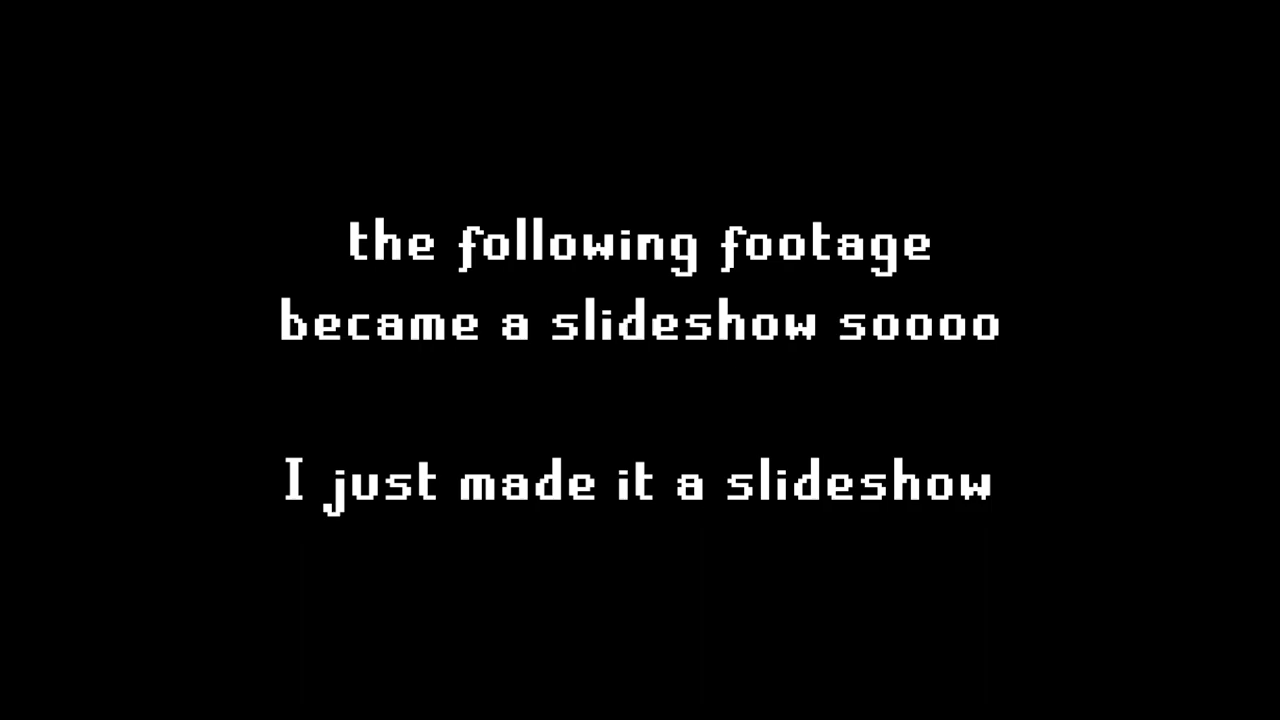 the following footage
became a slideshow soooo
I just made it a slideshow